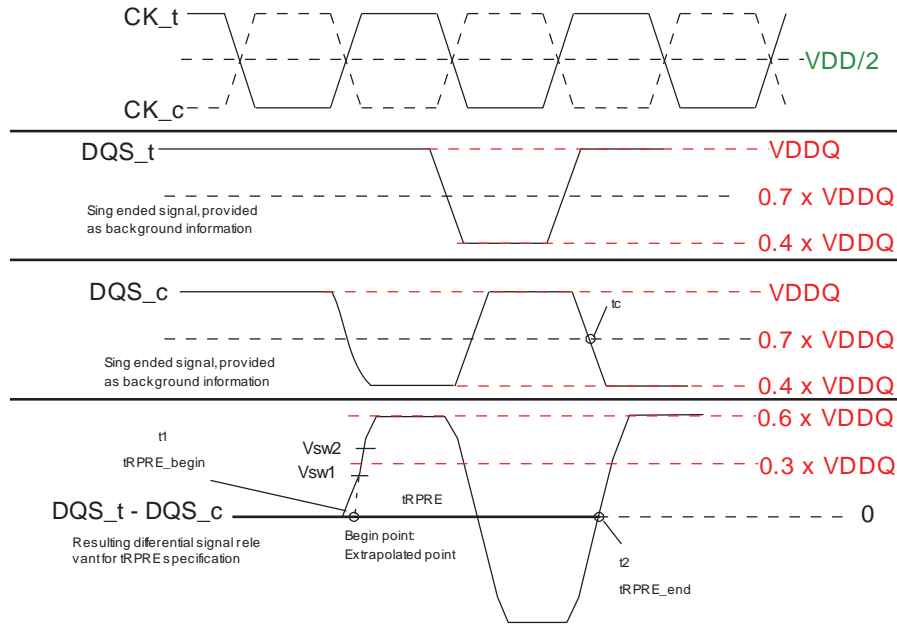 CK_t
VDD/2
CK_c
DQS_t
VDDQ
0.7 x VDDQ
Sing ended signal, provided
as background information
0.4 x VDDQ
DQS_c
VDDQ
tc
0.7 x VDDQ
Sing ended signal, provided
as background information
0.4 x VDDQ
0.6 x VDDQ
t1
Vsw2
tRPRE_begin
Vsw1
0.3 x VDDQ
tRPRE
DQS_t - DQS_c
0
Resulting differential signal rele
vant for tRPE specification
Begin point:
Extrapolated point
t2
tRPRE_end